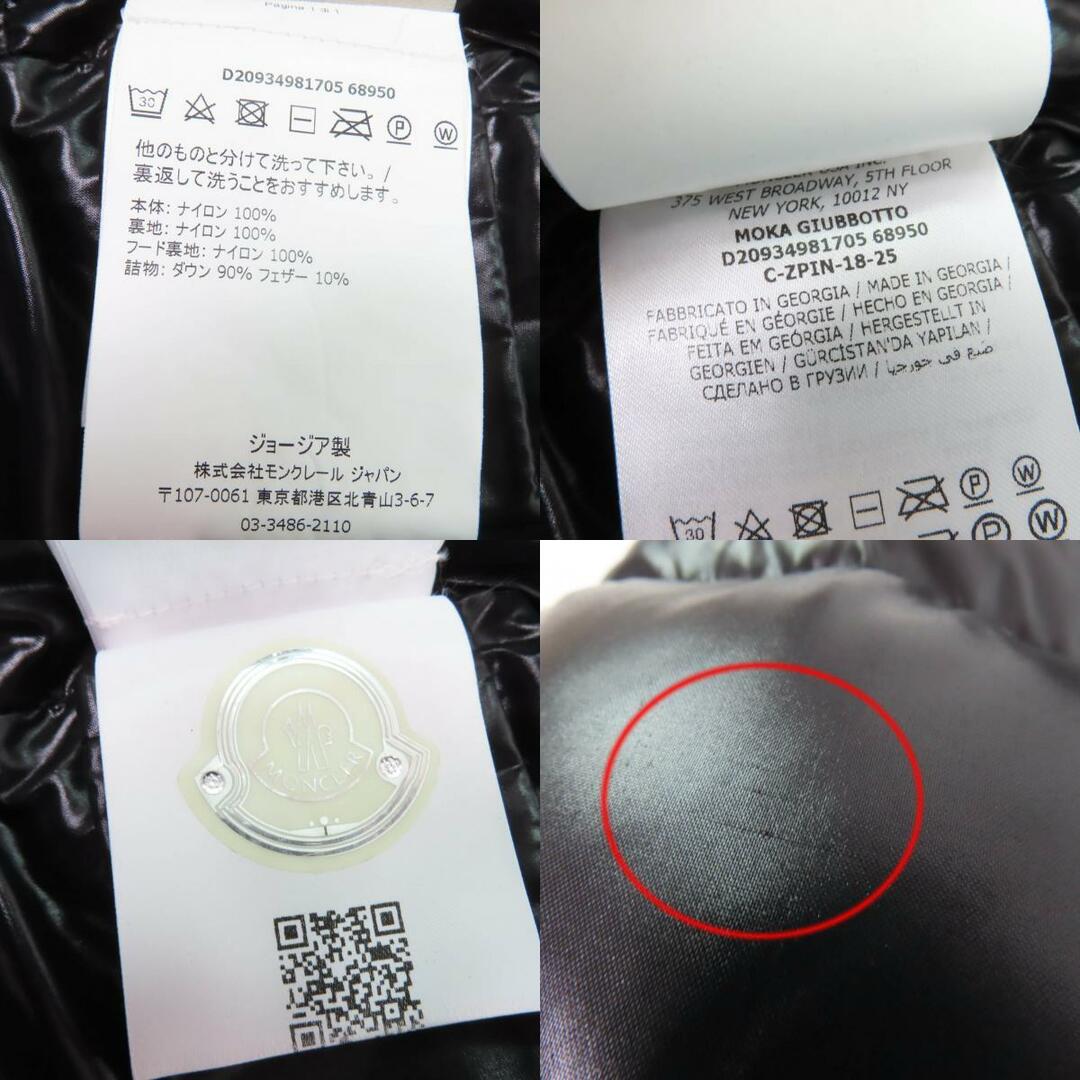 Pagina 1 di 1
D20934981705 68950
30
P
W
他のものと分けて洗って下さい。/
裏返して洗うことをおすすめします。
本体: ナイロン 100%
裏地: ナイロン 100%
フード裏地: ナイロン 100%
詰物: ダウン 90% フェザー 10%
ジョージア製
株式会社モンクレール ジャパン
〒107-0061 東京都港区北青山3-6-7
03-3486-2110
USA INC.
375 WEST BROADWAY, 5TH FLOOR
NEW YORK, 10012 NY
MOKA GIUBBOTTO
D20934981705 68950
C-ZPIN-18-25
FABBRICATO IN GEORGIA / MADE IN GEORGIA /
FABRIQUÉ EN GÉORGIE / HECHO EN GEORGIA /
FEITA EM GEÓRGIA / HERGESTELLT IN
GEORGIEN / GÜRCİSTAN'DA YAPILAN /
СДЕЛАНО В ГРУЗИИ / صنع في جورجيا
P
W
30
P
W
MONCLER